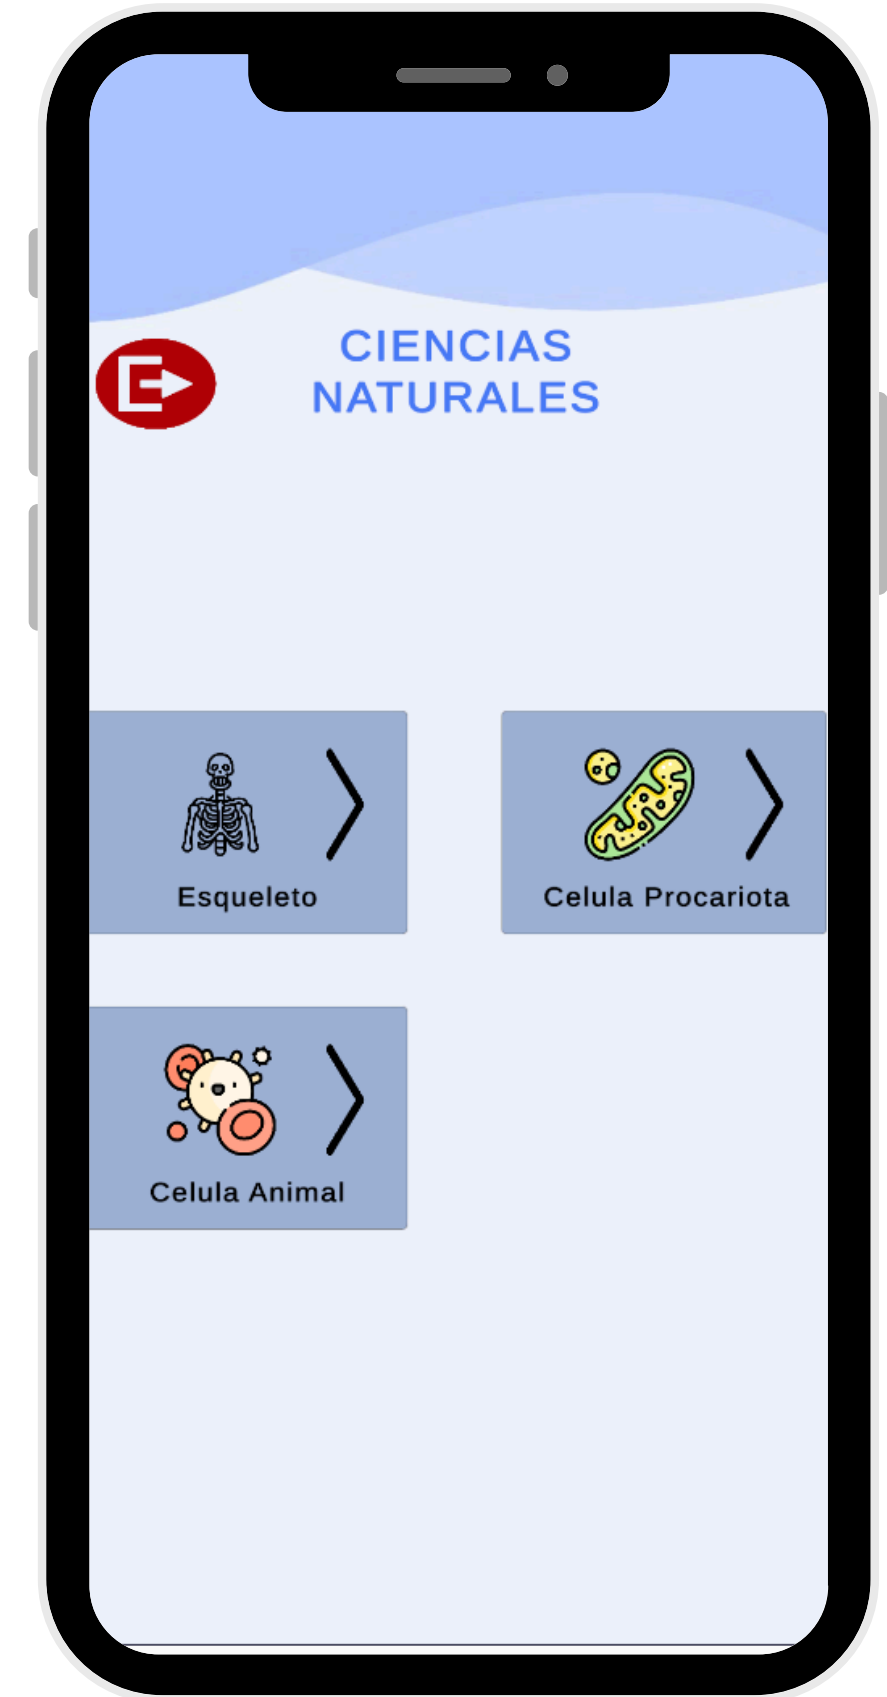 CIENCIAS
NATURALES
Esqueleto
Celula Procariota
Celula Animal